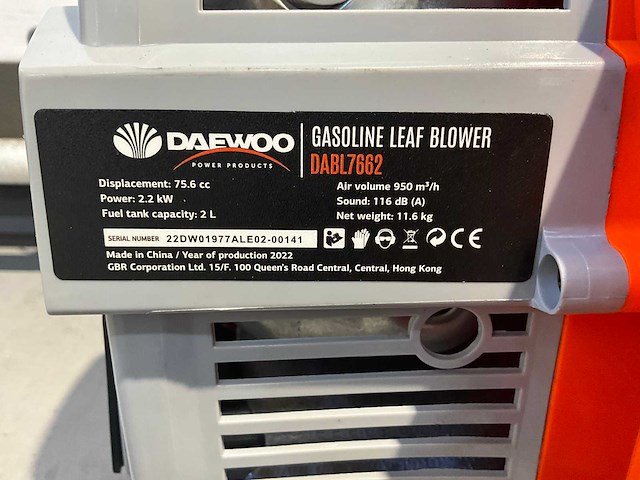 DAEWOO
POWER PRODUCTS
GASOLINE LEAF BLOWER
DABL7662
Displacement: 75.6 cc
Power: 2.2 kW
Fuel tank capacity: 2 L
Air volume 950 m³/h
Sound: 116 dB (A)
Net weight: 11.6 kg
SERIAL NUMBER 22DW01977ALE02-00141
CE
Made in China / Year of production 2022
GBR Corporation Ltd. 15/F. 100 Queen's Road Central, Central, Hong Kong